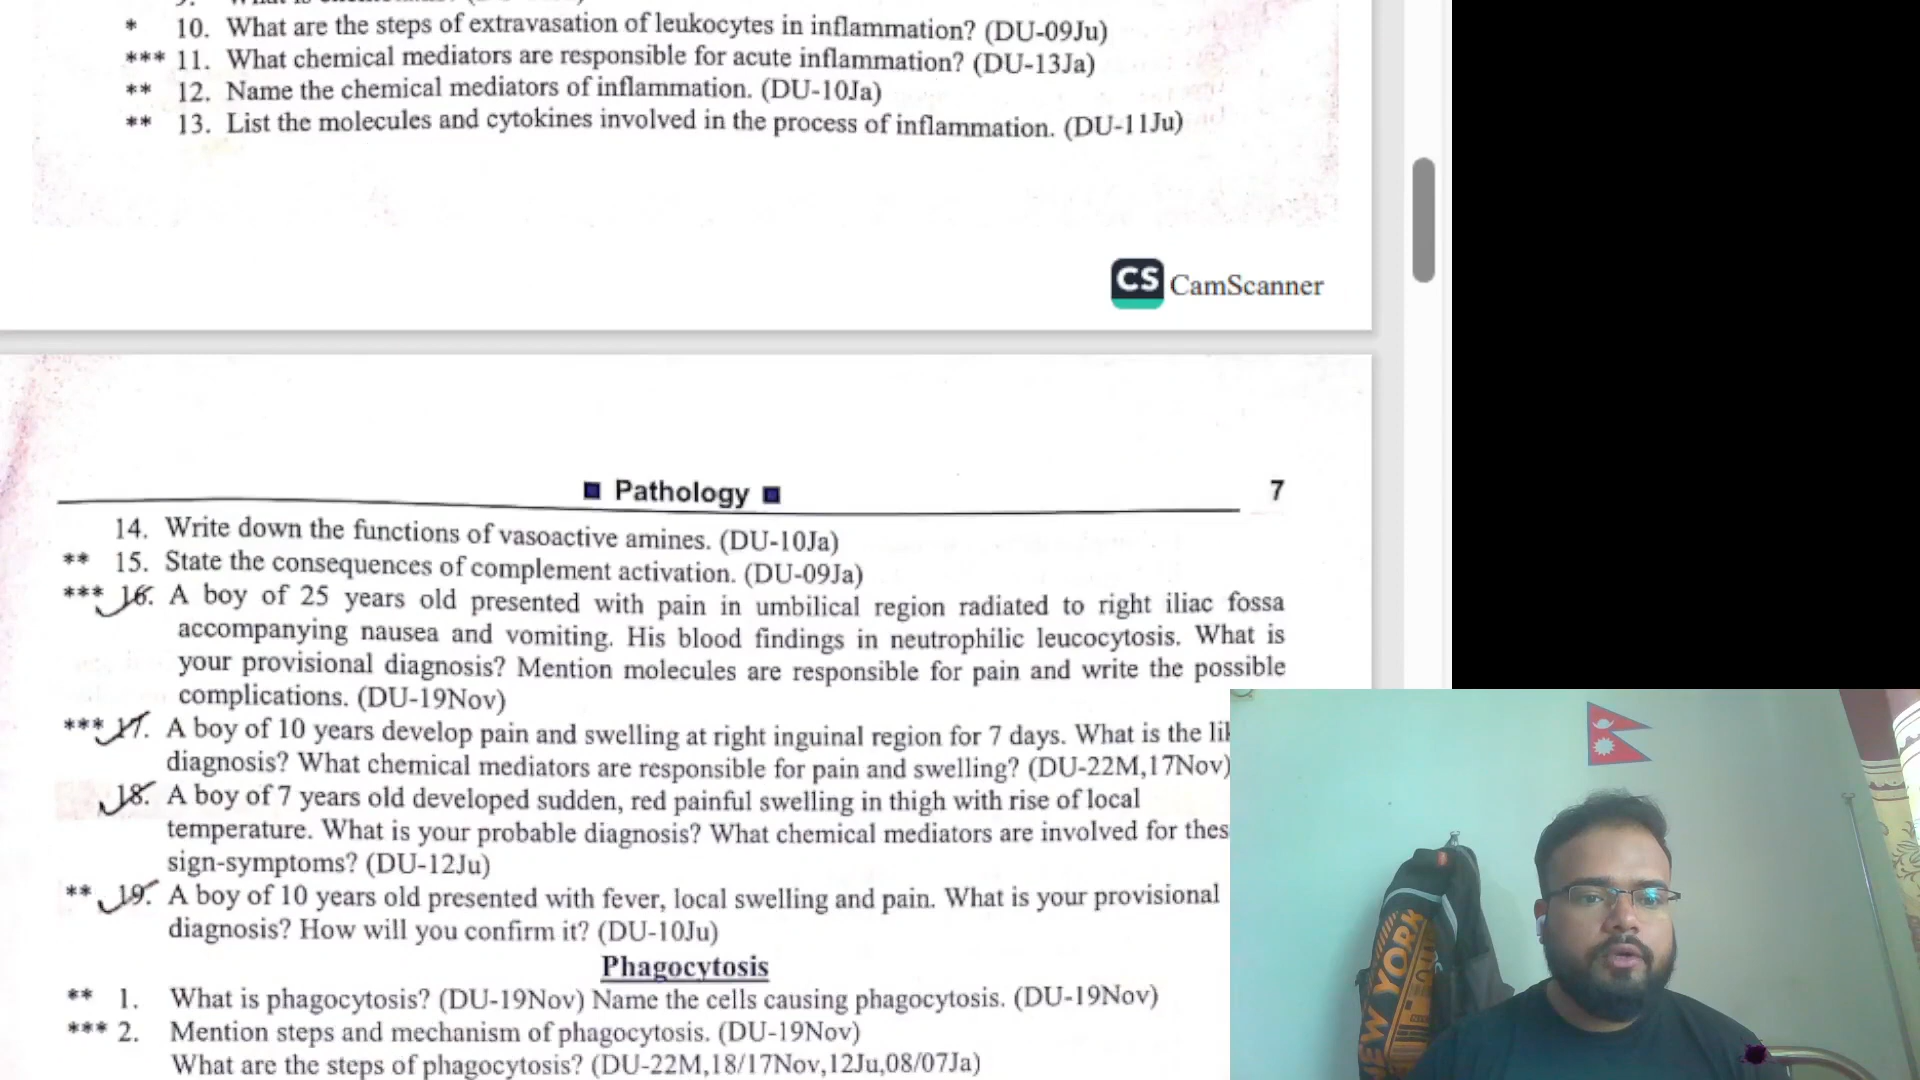 * 10. What are the steps of extravasation of leukocytes in inflammation? (DU-09Ju)
*** 11. What chemical mediators are responsible for acute inflammation? (DU-13Ja)
** 12. Name the chemical mediators of inflammation. (DU-10Ja)
** 13. List the molecules and cytokines involved in the process of inflammation. (DU-11Ju)
CS CamScanner
Pathology 7
14. Write down the functions of vasoactive amines. (DU-10Ja)
** 15. State the consequences of complement activation. (DU-09Ja)
*** 16. A boy of 25 years old presented with pain in umbilical region radiated to right iliac fossa
accompanying nausea and vomiting. His blood findings in neutrophilic leucocytosis. What is
your provisional diagnosis? Mention molecules are responsible for pain and write the possible
complications. (DU-19Nov)
*** 17. A boy of 10 years develop pain and swelling at right inguinal region for 7 days. What is the
diagnosis? What chemical mediators are responsible for pain and swelling? (DU-22M,17Nov)
18. A boy of 7 years old developed sudden, red painful swelling in thigh with rise of local
temperature. What is your probable diagnosis? What chemical mediators are involved for thes
sign-symptoms? (DU-12Ju)
** 19. A boy of 10 years old presented with fever, local swelling and pain. What is your provisional
diagnosis? How will you confirm it? (DU-10Ju)
Phagocytosis
** 1. What is phagocytosis? (DU-19Nov) Name the cells causing phagocytosis. (DU-19Nov)
*** 2. Mention steps and mechanism of phagocytosis. (DU-19Nov)
What are the steps of phagocytosis? (DU-22M,18/17Nov,12Ju,08/07Ja)
NEW YORK